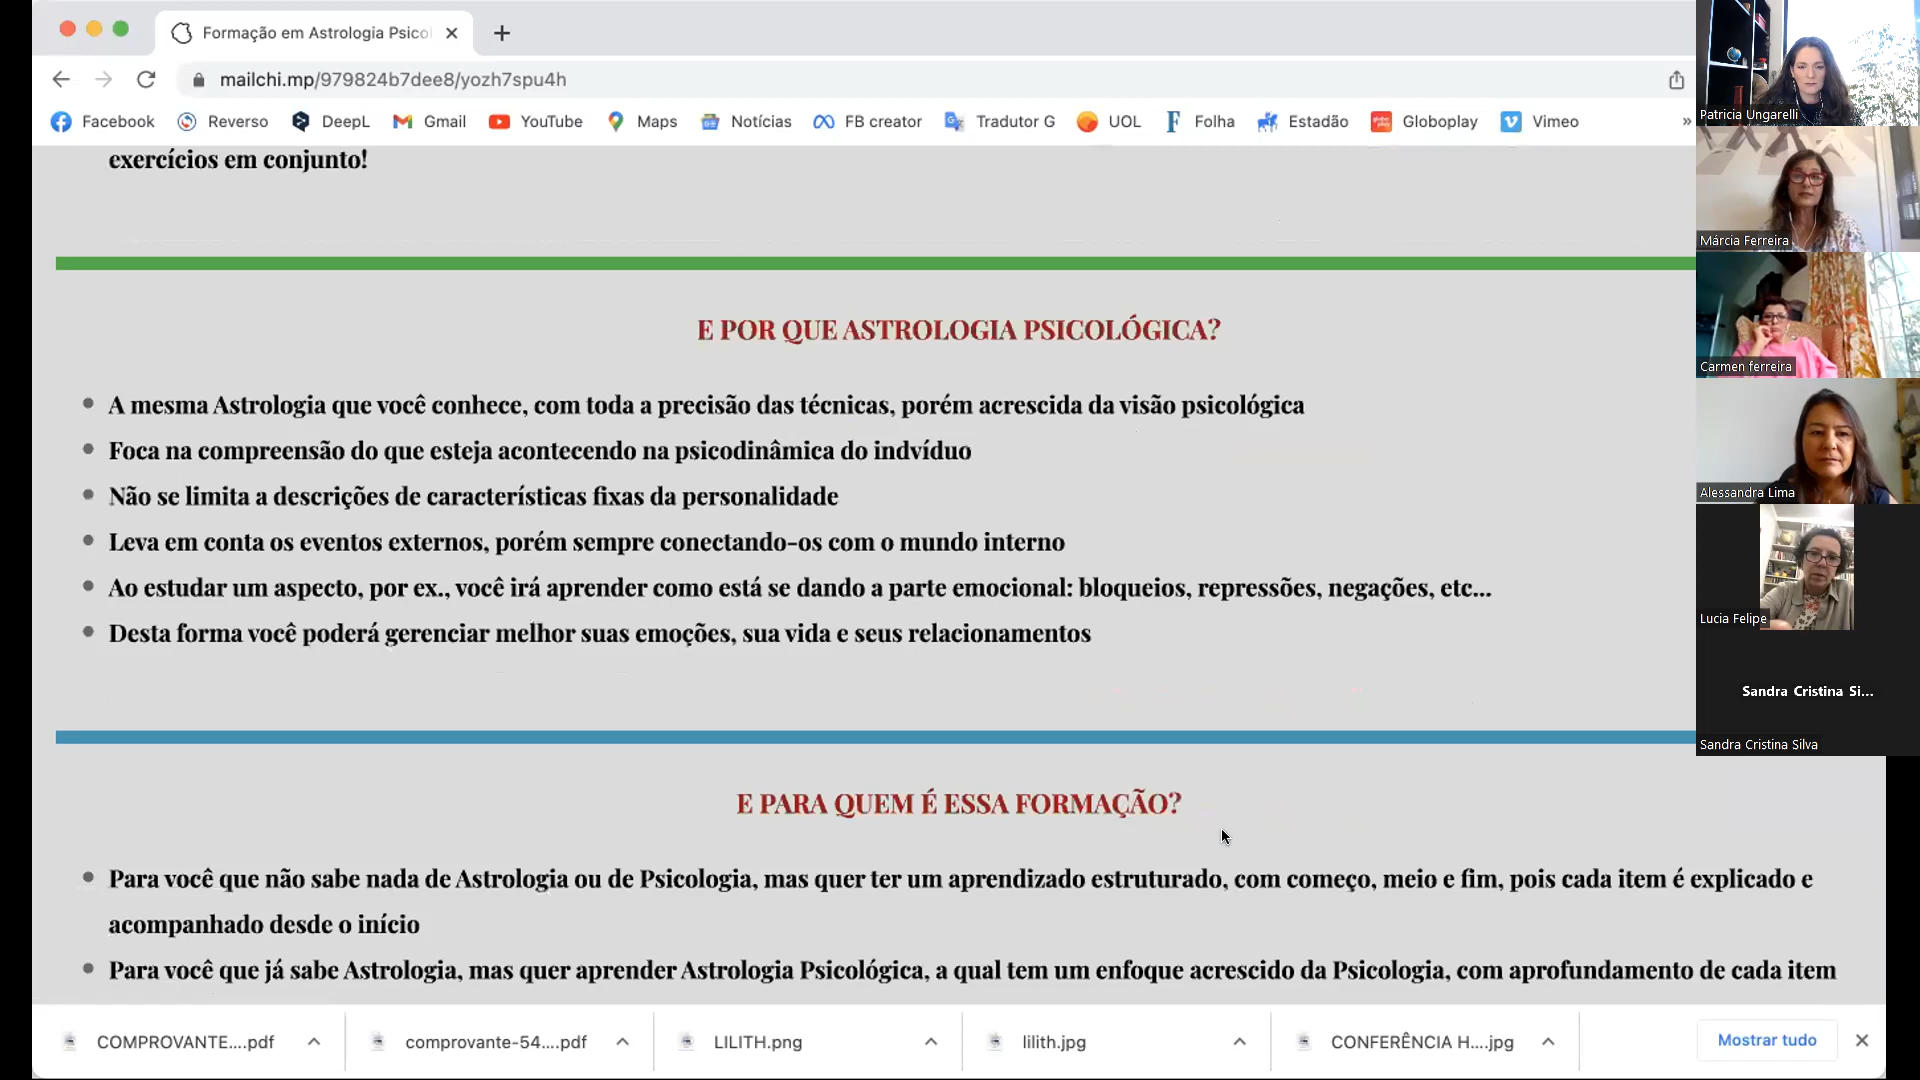 Formação em Astrologia Psicol
mailchi.mp/979824b7dee8/yozh7spu4h
Facebook Reverso DeepL Gmail YouTube Maps Notícias FB creator Tradutor G UOL Folha Estadão Globoplay Vimeo »
exercícios em conjunto!
E POR QUE ASTROLOGIA PSICOLÓGICA?
A mesma Astrologia que você conhece, com toda a precisão das técnicas, porém acrescida da visão psicológica
Foca na compreensão do que esteja acontecendo na psicodinâmica do indvíduo
Não se limita a descrições de características fixas da personalidade
Leva em conta os eventos externos, porém sempre conectando-os com o mundo interno
Ao estudar um aspecto, por ex., você irá aprender como está se dando a parte emocional: bloqueios, repressões, negações, etc...
Desta forma você poderá gerenciar melhor suas emoções, sua vida e seus relacionamentos
E PARA QUEM É ESSA FORMAÇÃO?
Para você que não sabe nada de Astrologia ou de Psicologia, mas quer ter um aprendizado estruturado, com começo, meio e fim, pois cada item é explicado e
acompanhado desde o início
Para você que já sabe Astrologia, mas quer aprender Astrologia Psicológica, a qual tem um enfoque acrescido da Psicologia, com aprofundamento de cada item
COMPROVANTE....pdf comprovante-54....pdf LILITH.png lilith.jpg CONFERÊNCIA H....jpg Mostrar tudo
Patricia Ungarelli
Márcia Ferreira
Carmen ferreira
Alessandra Lima
Lucia Felipe
Sandra Cristina Si...
Sandra Cristina Silva